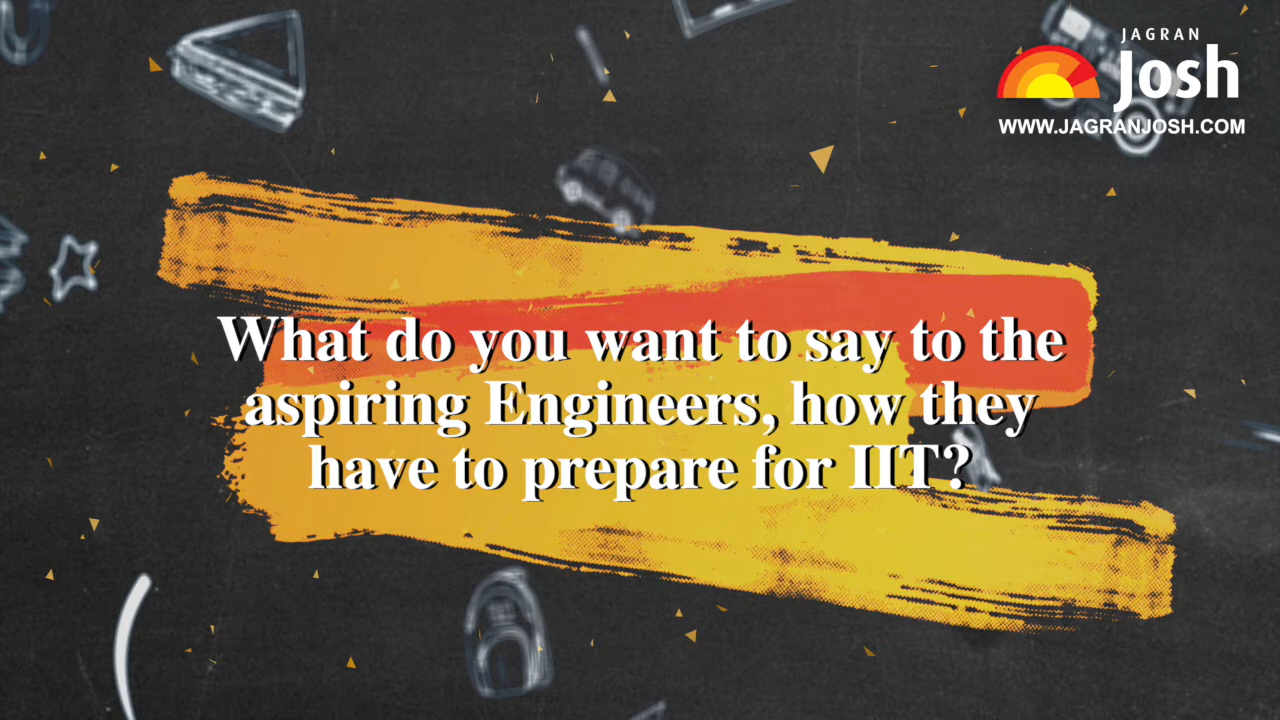 JAGRAN
Josh
WWW.JAGRANJOSH.COM
What do you want to say to the
aspiring Engineers, how they
have to prepare for IIT?